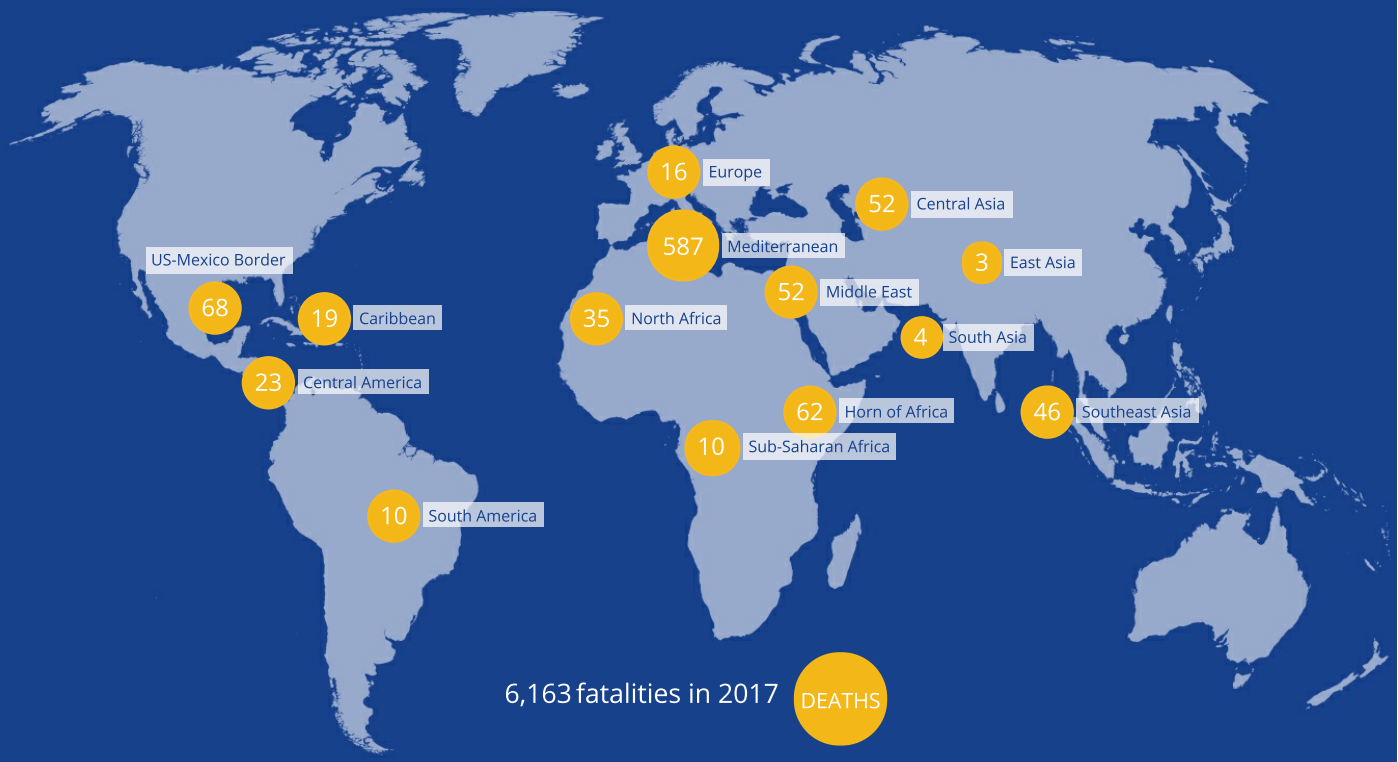 16 Europe
52 Central Asia
587 Mediterranean
US-Mexico Border
3 East Asia
52 Middle East
68
19 Caribbean
35 North Africa
4 South Asia
23 Central America
62 Horn of Africa
46 Southeast Asia
10 Sub-Saharan Africa
10 South America
6,163 fatalities in 2017
DEATHS